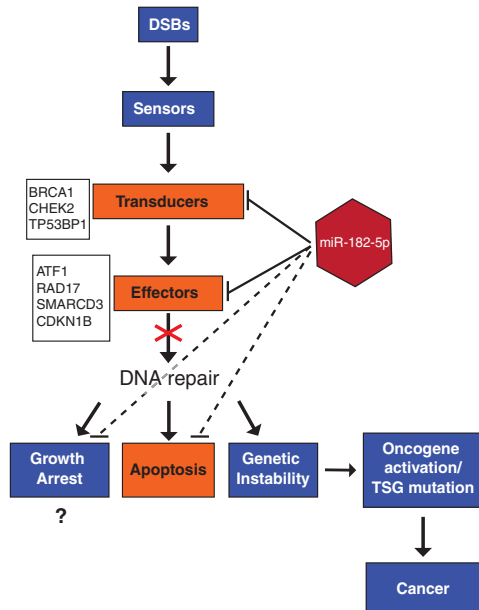 DSBs
Sensors
BRCA1
CHEK2
TP53BP1
Transducers
miR-182-5p
ATF1
RAD17
SMARCD3
CDKN1B
Effectors
DNA repair
Growth
Arrest
Apoptosis
Genetic
Instability
Oncogene
activation/
TSG mutation
?
Cancer